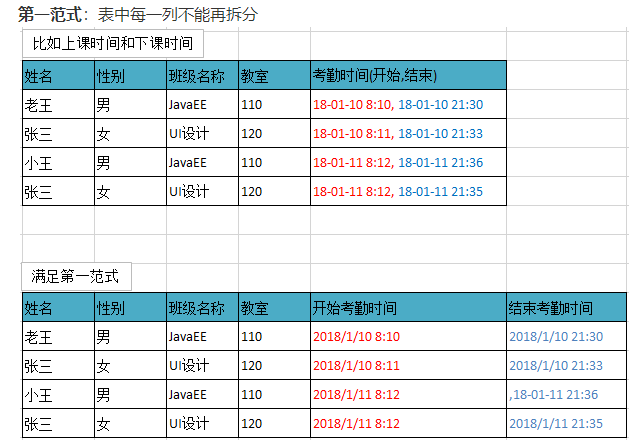 第一范式：表中每一列不能再拆分
比如上课时间和下课时间
姓名 性别 班级名称 教室 考勤时间(开始,结束)
老王 男 JavaEE 110 18-01-10 8:10, 18-01-10 21:30
张三 女 UI设计 120 18-01-10 8:11, 18-01-10 21:33
小王 男 JavaEE 110 18-01-11 8:12, 18-01-11 21:36
张三 女 UI设计 120 18-01-11 8:12, 18-01-11 21:35
满足第一范式
姓名 性别 班级名称 教室 开始考勤时间 结束考勤时间
老王 男 JavaEE 110 2018/1/10 8:10 2018/1/10 21:30
张三 女 UI设计 120 2018/1/10 8:11 2018/1/10 21:33
小王 男 JavaEE 110 2018/1/11 8:12 ,18-01-11 21:36
张三 女 UI设计 120 2018/1/11 8:12 2018/1/11 21:35